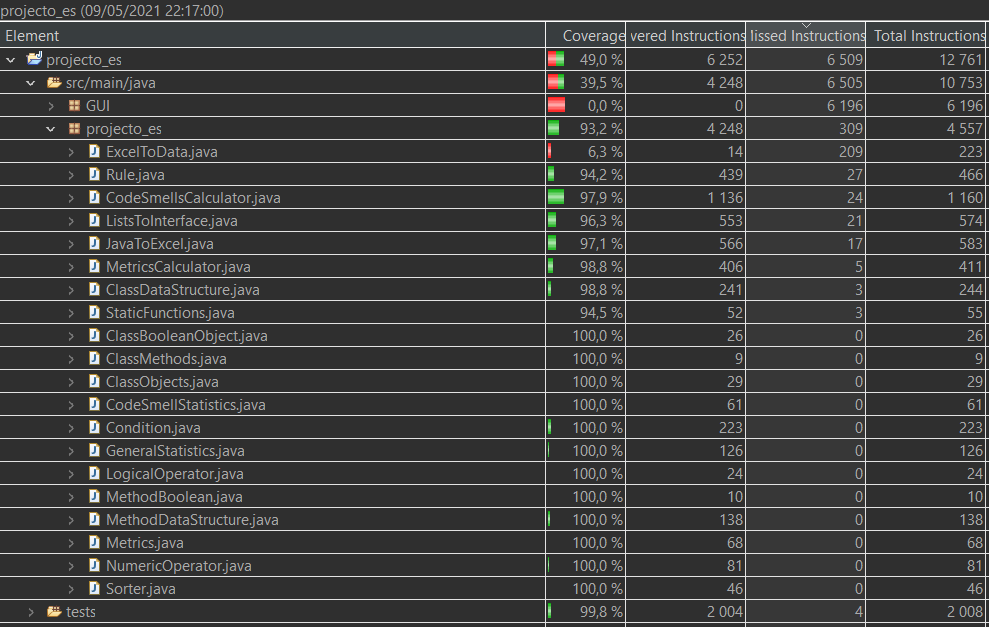 projecto_es (09/05/2021 22:17:00)
Element Coverage vered Instructions lissed Instructions Total Instructions
projecto_es 49,0 % 6 252 6 509 12 761
src/main/java 39,5 % 4 248 6 505 10 753
GUI 0,0 % 0 6 196 6 196
projecto_es 93,2 % 4 248 309 4 557
ExcelToData.java 6,3 % 14 209 223
Rule.java 94,2 % 439 27 466
CodeSmellsCalculator.java 97,9 % 1 136 24 1 160
ListsToInterface.java 96,3 % 553 21 574
JavaToExcel.java 97,1 % 566 17 583
MetricsCalculator.java 98,8 % 406 5 411
ClassDataStructure.java 98,8 % 241 3 244
StaticFunctions.java 94,5 % 52 3 55
ClassBooleanObject.java 100,0 % 26 0 26
ClassMethods.java 100,0 % 9 0 9
ClassObjects.java 100,0 % 29 0 29
CodeSmellStatistics.java 100,0 % 61 0 61
Condition.java 100,0 % 223 0 223
GeneralStatistics.java 100,0 % 126 0 126
LogicalOperator.java 100,0 % 24 0 24
MethodBoolean.java 100,0 % 10 0 10
MethodDataStructure.java 100,0 % 138 0 138
Metrics.java 100,0 % 68 0 68
NumericOperator.java 100,0 % 81 0 81
Sorter.java 100,0 % 46 0 46
tests 99,8 % 2 004 4 2 008